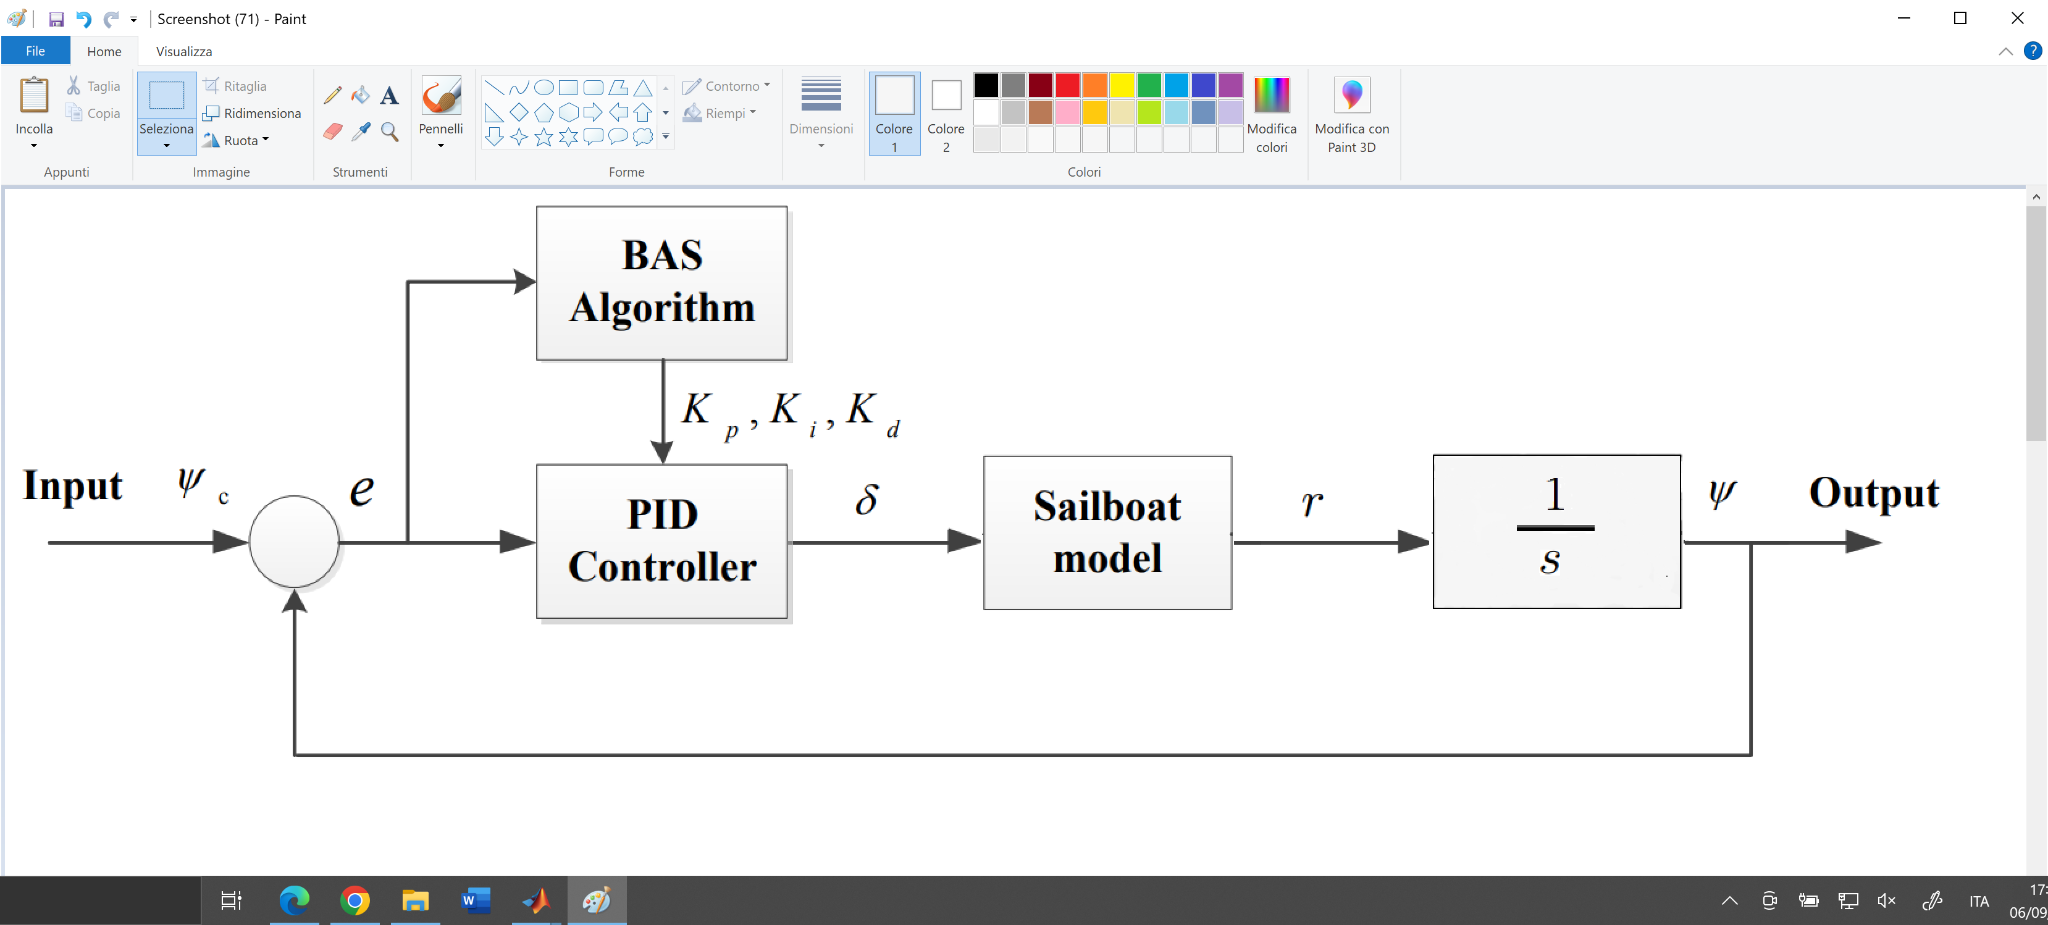 Screenshot (71) - Paint
File Home Visualizza
Incolla
Taglia
Copia
Appunti
Seleziona
Ritaglia
Ridimensiona
Ruota
Immagine
A
Strumenti
Pennelli
Forme
Contorno
Riempi
Dimensioni
Colore
1
Colore
2
Modifica
colori
Colori
Modifica con
Paint 3D
?
BAS
Algorithm
K p , K i , K d
Input ψ c
e
PID
Controller
δ
Sailboat
model
r
1
s
ψ Output
W
ITA
17:
06/09